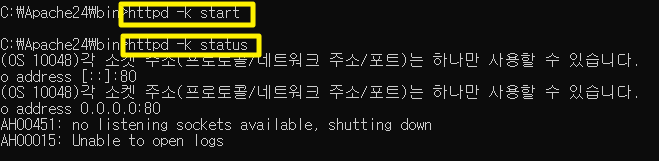 C:₩Apache24₩bin>httpd -k start
C:₩Apache24₩bin>httpd -k status
(OS 10048)각 소켓 주소(프로토콜/네트워크 주소/포트)는 하나만 사용할 수 있습니다.
o address [::]:80
(OS 10048)각 소켓 주소(프로토콜/네트워크 주소/포트)는 하나만 사용할 수 있습니다.
o address 0.0.0.0:80
AH00451: no listening sockets available, shutting down
AH00015: Unable to open logs